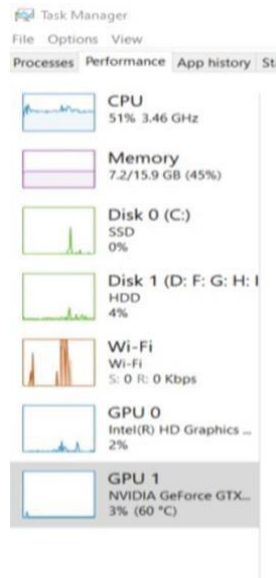 Task Manager
File Options View
Processes Performance App history
CPU
51% 3.46 GHz
Memory
7.2/15.9 GB (45%)
Disk 0 (C:)
SSD
0%
Disk 1 (D: F: G: H: I
HDD
4%
Wi-Fi
Wi-Fi
S: 0 R: 0 Kbps
GPU 0
Intel(R) HD Graphics ...
2%
GPU 1
NVIDIA GeForce GTX...
3% (60 °C)